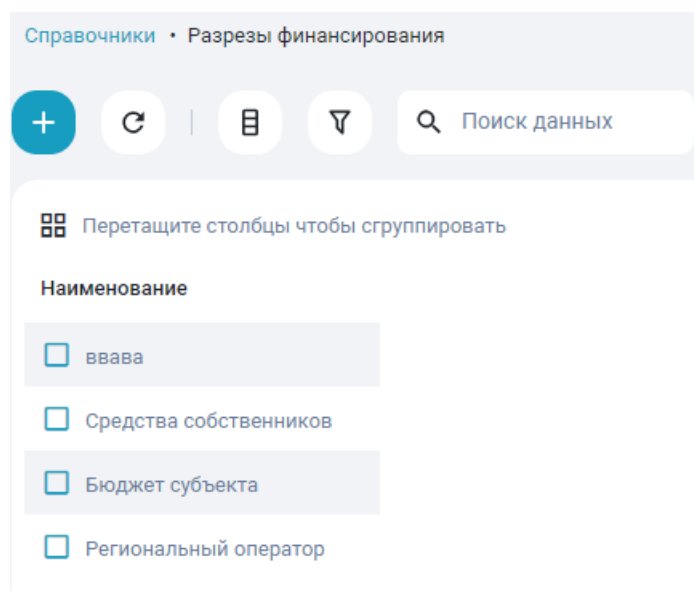 Справочники • Разрезы финансирования
Поиск данных
Перетащите столбцы чтобы сгруппировать
Наименование
ввава
Средства собственников
Бюджет субъекта
Региональный оператор